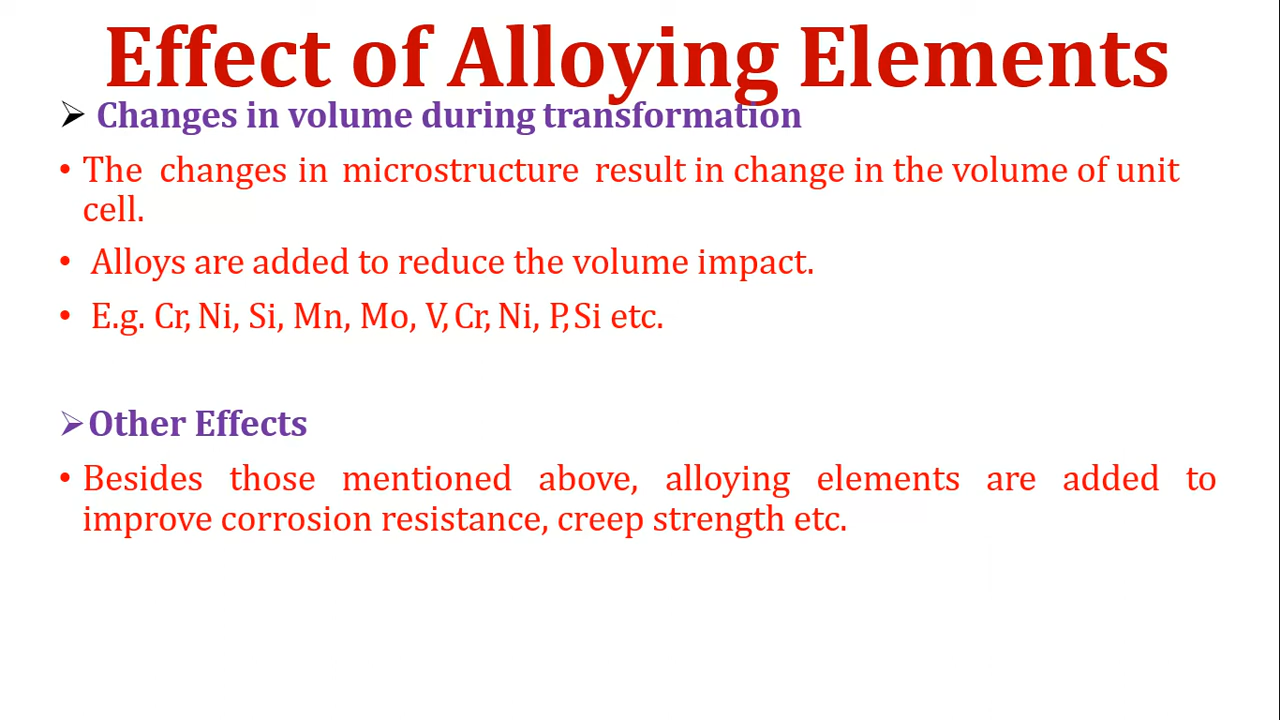 Effect of Alloying Elements
➢ Changes in volume during transformation
• The changes in microstructure result in change in the volume of unit
cell.
• Alloys are added to reduce the volume impact.
• E.g. Cr, Ni, Si, Mn, Mo, V, Cr, Ni, P, Si etc.
➢ Other Effects
• Besides those mentioned above, alloying elements are added to
improve corrosion resistance, creep strength etc.